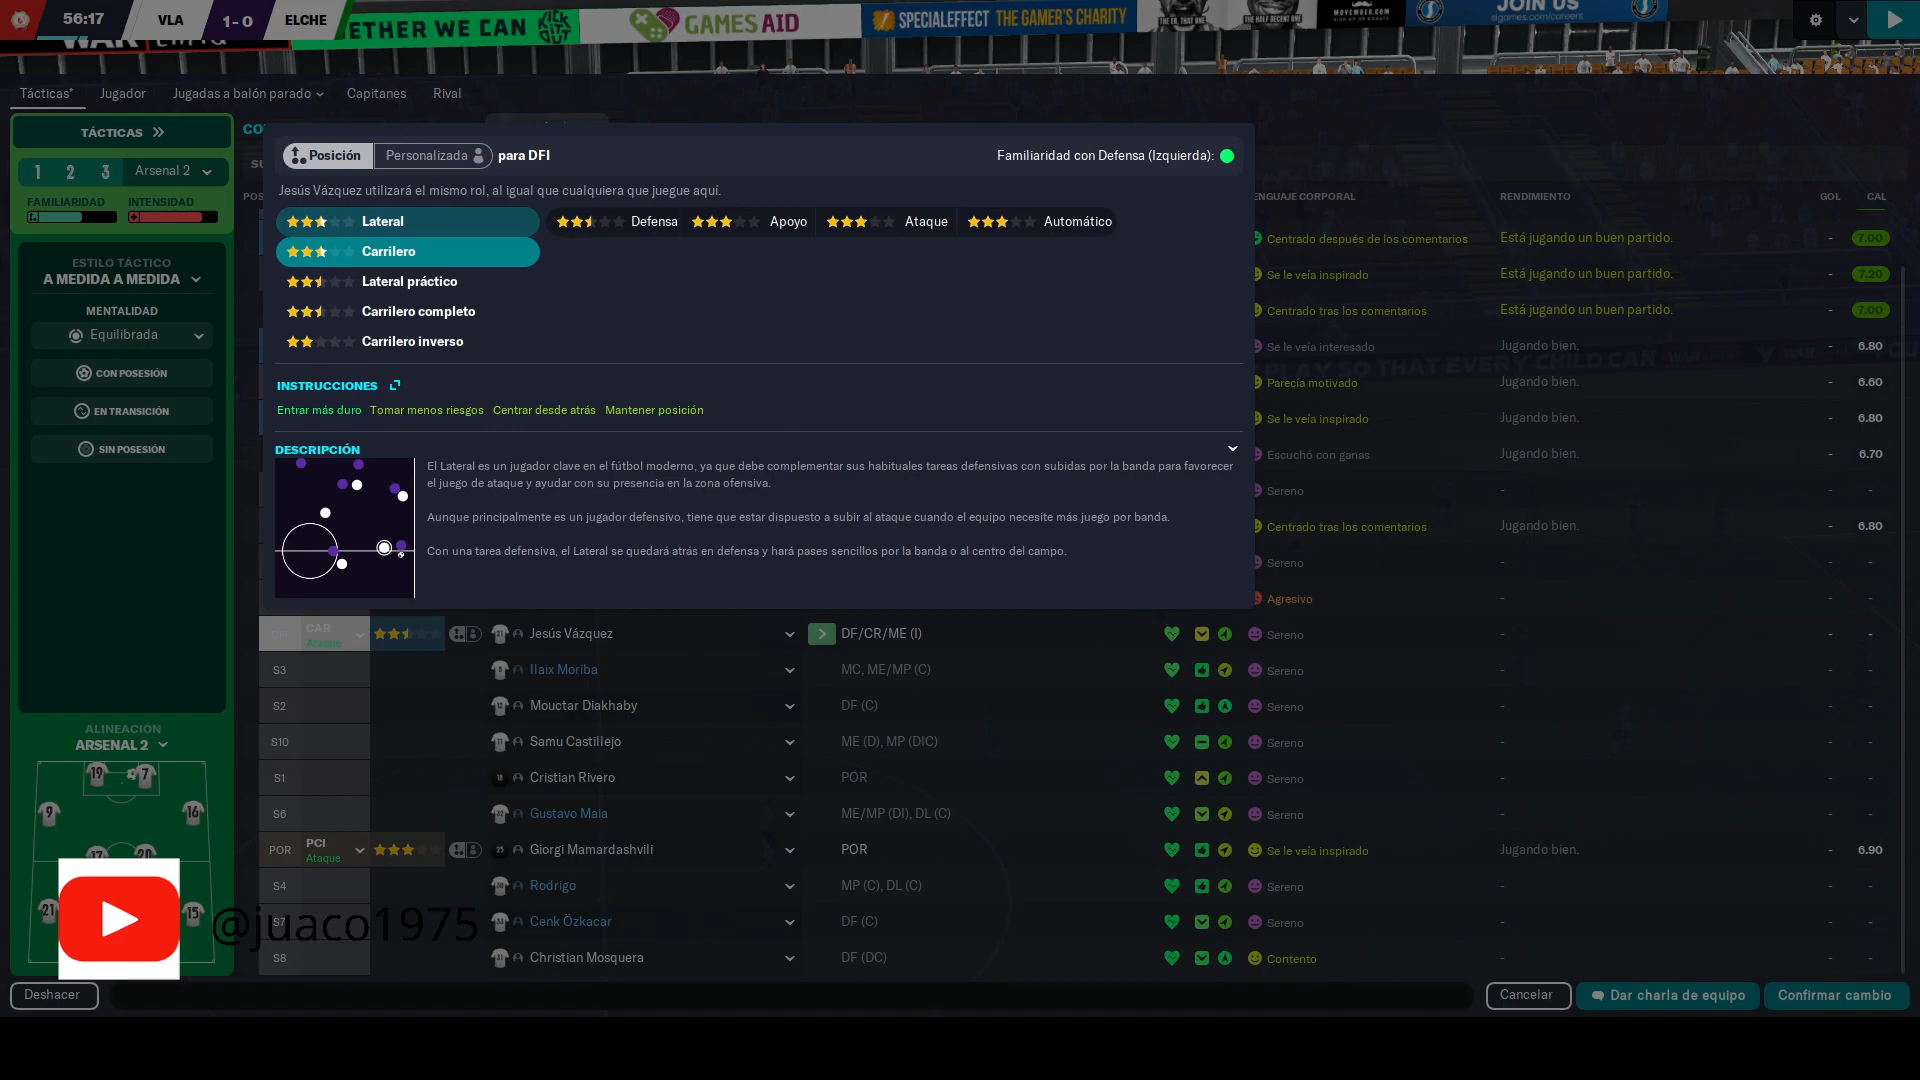 56:17 VLA 1 - 0 ELCHE
ETHER WE CAN KICK IT OUT GAMES AID SPECIALEFFECT THE GAMER'S CHARITY JOIN US
Tácticas* Jugador Jugadas a balón parado Capitanes Rival
TÁCTICAS
1 2 3 Arsenal 2
FAMILIARIDAD INTENSIDAD
ESTILO TÁCTICO
A MEDIDA A MEDIDA
MENTALIDAD
Equilibrada
CON POSESIÓN
EN TRANSICIÓN
SIN POSESIÓN
ALINEACIÓN
ARSENAL 2
19 7
9 16
17 20
21 15
Posición Personalizada para DFI Familiaridad con Defensa (Izquierda):
Jesús Vázquez utilizará el mismo rol, al igual que cualquiera que juegue aquí.
Lateral Defensa Apoyo Ataque Automático
Carrilero
Lateral práctico
Carrilero completo
Carrilero inverso
INSTRUCCIONES
Entrar más duro Tomar menos riesgos Centrar desde atrás Mantener posición
DESCRIPCIÓN
El Lateral es un jugador clave en el fútbol moderno, ya que debe complementar sus habituales tareas defensivas con subidas por la banda para favorecer
el juego de ataque y ayudar con su presencia en la zona ofensiva.
Aunque principalmente es un jugador defensivo, tiene que estar dispuesto a subir al ataque cuando el equipo necesite más juego por banda.
Con una tarea defensiva, el Lateral se quedará atrás en defensa y hará pases sencillos por la banda o al centro del campo.
ENGUAJE CORPORAL RENDIMIENTO GOL CAL
Centrado después de los comentarios Está jugando un buen partido. - 7.00
Se le veía inspirado Está jugando un buen partido. - 7.20
Centrado tras los comentarios Está jugando un buen partido. - 7.00
Se le veía interesado Jugando bien. - 6.80
Parecía motivado Jugando bien. - 6.60
Se le veía inspirado Jugando bien. - 6.80
Escuchó con ganas Jugando bien. - 6.70
Sereno - - -
Centrado tras los comentarios Jugando bien. - 6.80
Sereno - - -
Agresivo - - -
CAR Ataque Jesús Vázquez DF/CR/ME (I) Sereno - - -
S3 Ilaix Moriba MC, ME/MP (C) Sereno - - -
S2 Mouctar Diakhaby DF (C) Sereno - - -
S10 Samu Castillejo ME (D), MP (DIC) Sereno - - -
S1 Cristian Rivero POR Sereno - - -
S6 Gustavo Maia ME/MP (DI), DL (C) Sereno - - -
POR PCI Ataque Giorgi Mamardashvili POR Se le veía inspirado Jugando bien. - 6.90
S4 Rodrigo MP (C), DL (C) Sereno - - -
S7 Cenk Özkacar DF (C) Sereno - - -
S8 Christian Mosquera DF (DC) Contento - - -
@juaco1975
Deshacer Cancelar Dar charla de equipo Confirmar cambio